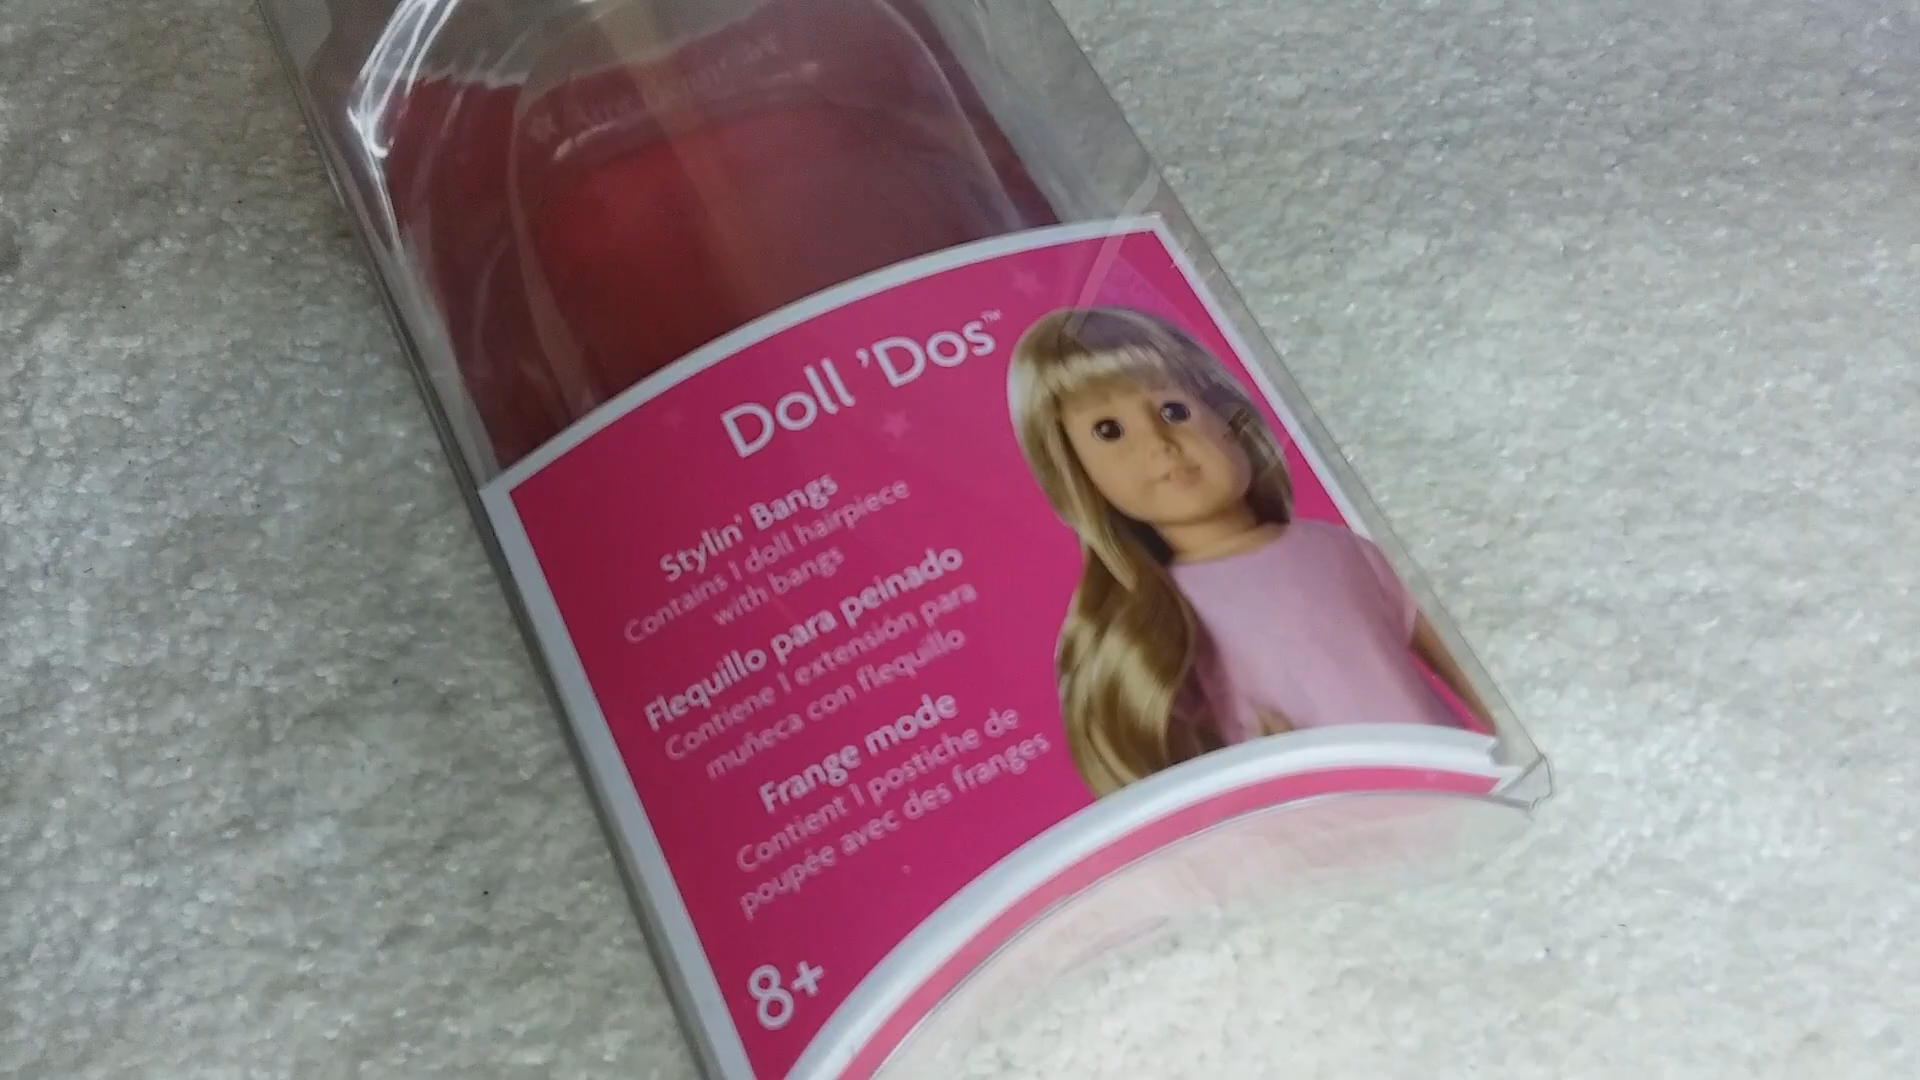 Doll 'Dos™
Stylin' Bangs
Contains 1 doll hairpiece
with bangs
Flequillo para peinado
Contiene 1 extensión para
muñeca con flequillo
Frange mode
Contient 1 postiche de
poupée avec des franges
8+